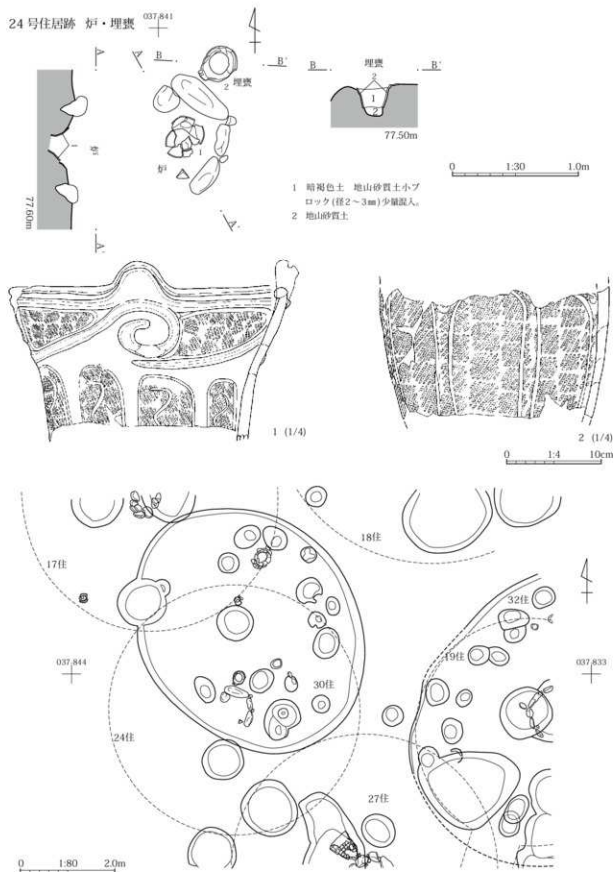 24号住居跡 炉・埋甕
037-841
A
A'
B
B'
2 埋甕
1
炉
A
A'
1
炉
77.60m
B
埋甕
B'
2
1
2
77.50m
0 1:30 1.0m
1 暗褐色土 地山砂質土小ブ
ロック(径2〜3㎜)少量混入。
2 地山砂質土
1 (1/4)
2 (1/4)
0 1:4 10cm
17住
18住
32住
19住
037-844
037-833
30住
24住
27住
0 1:80 2.0m